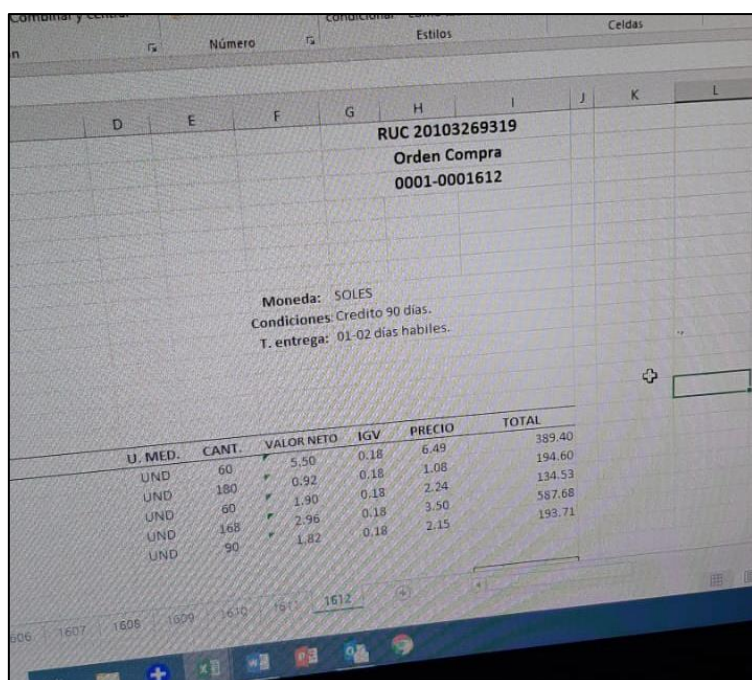 Combinar y
Número
condicional
Estilos
Celdas
D E F G H I J K L
RUC 20103269319
Orden Compra
0001-0001612
Moneda: SOLES
Condiciones: Credito 90 dias.
T. entrega: 01-02 dias habiles.
U. MED. CANT. VALOR NETO IGV PRECIO TOTAL
UND 60 5.50 0.18 6.49 389.40
UND 180 0.92 0.18 1.08 194.60
UND 60 1.90 0.18 2.24 134.53
UND 168 2.96 0.18 3.50 587.68
UND 90 1.82 0.18 2.15 193.71
606 1607 1608 1609 1610 1611 1612